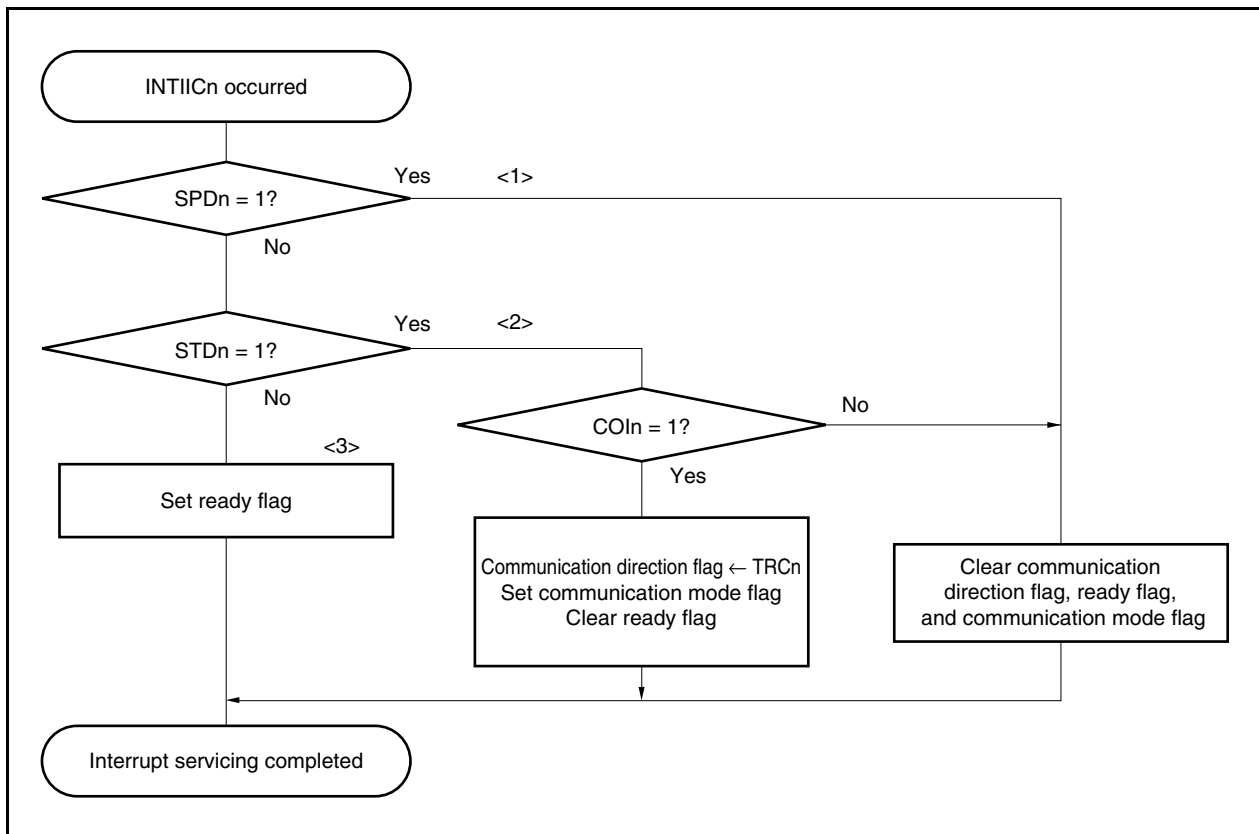 INTIICn occurred
Yes
<1>
SPDn = 1?
No
Yes
<2>
STDn = 1?
No
No
COIn = 1?
<3>
Yes
Set ready flag
Communication direction flag ← TRCn
Set communication mode flag
Clear ready flag
Clear communication
direction flag, ready flag,
and communication mode flag
Interrupt servicing completed